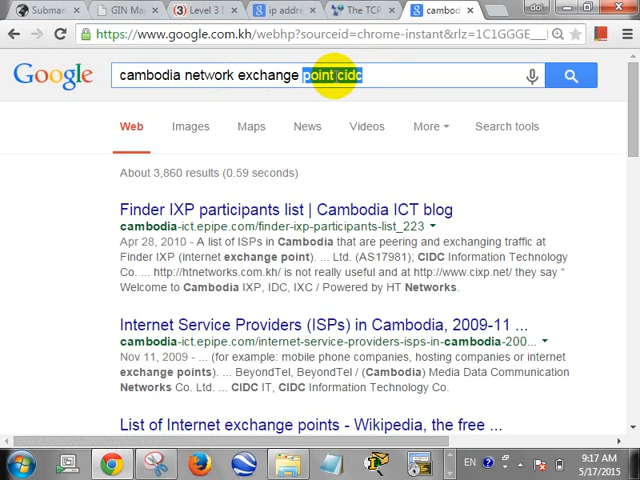 Submar
GIN Ma
Level 3
ip addre
The TCP
cambod
https://www.google.com.kh/webhp?sourceid=chrome-instant&rlz=1C1GGGE___
Google
cambodia network exchange point cidc
Web
Images
Maps
News
Videos
More
Search tools
About 3,860 results (0.59 seconds)
Finder IXP participants list | Cambodia ICT blog
cambodia-ict.epipe.com/finder-ixp-participants-list_223
Apr 28, 2010 - A list of ISPs in Cambodia that are peering and exchanging traffic at
Finder IXP (internet exchange point). ... Ltd. (AS17981); CIDC Information Technology
Co. ... http://htnetworks.com.kh/ is not really useful and at http://www.cixp.net/ they say "
Welcome to Cambodia IXP, IDC, IXC / Powered by HT Networks.
Internet Service Providers (ISPs) in Cambodia, 2009-11 ...
cambodia-ict.epipe.com/internet-service-providers-isps-in-cambodia-200...
Nov 11, 2009 - ... (for example: mobile phone companies, hosting companies or internet
exchange points). ... BeyondTel, BeyondTel / (Cambodia) Media Data Communication
Networks Co. Ltd. ... CIDC IT, CIDC Information Technology Co.
List of Internet exchange points - Wikipedia, the free ...
EN
9:17 AM
5/17/2015